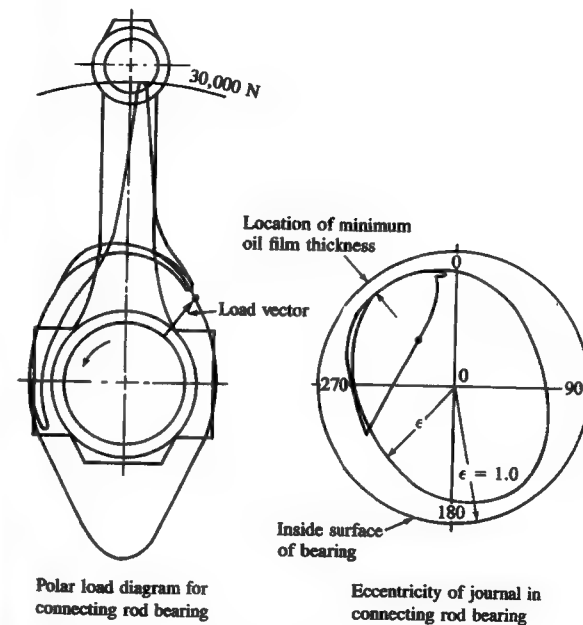 30,000 N
Location of minimum
oil film thickness
Load vector
0
270
0
90
ϵ
ϵ = 1.0
180
Inside surface
of bearing
Polar load diagram for
connecting rod bearing
Eccentricity of journal in
connecting rod bearing